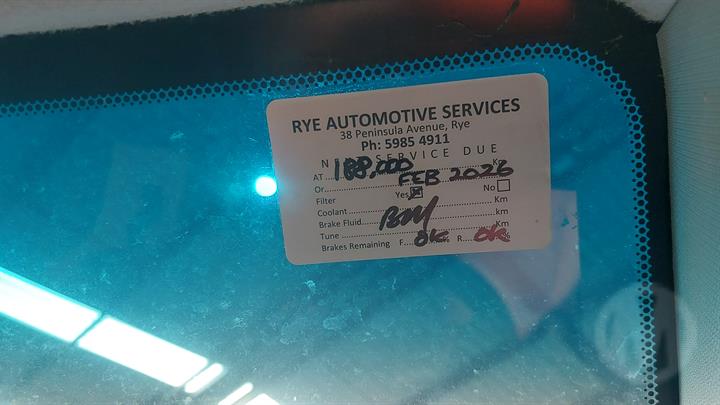 RYE AUTOMOTIVE SERVICES
38 Peninsula Avenue, Rye
Ph: 5985 4911
SERVICE DUE
AT 188,000 Km
Or FEB 2026
Filter Yes No
Coolant Km
Brake Fluid km
Tune Km
Brakes Remaining F. OK % R. OK %